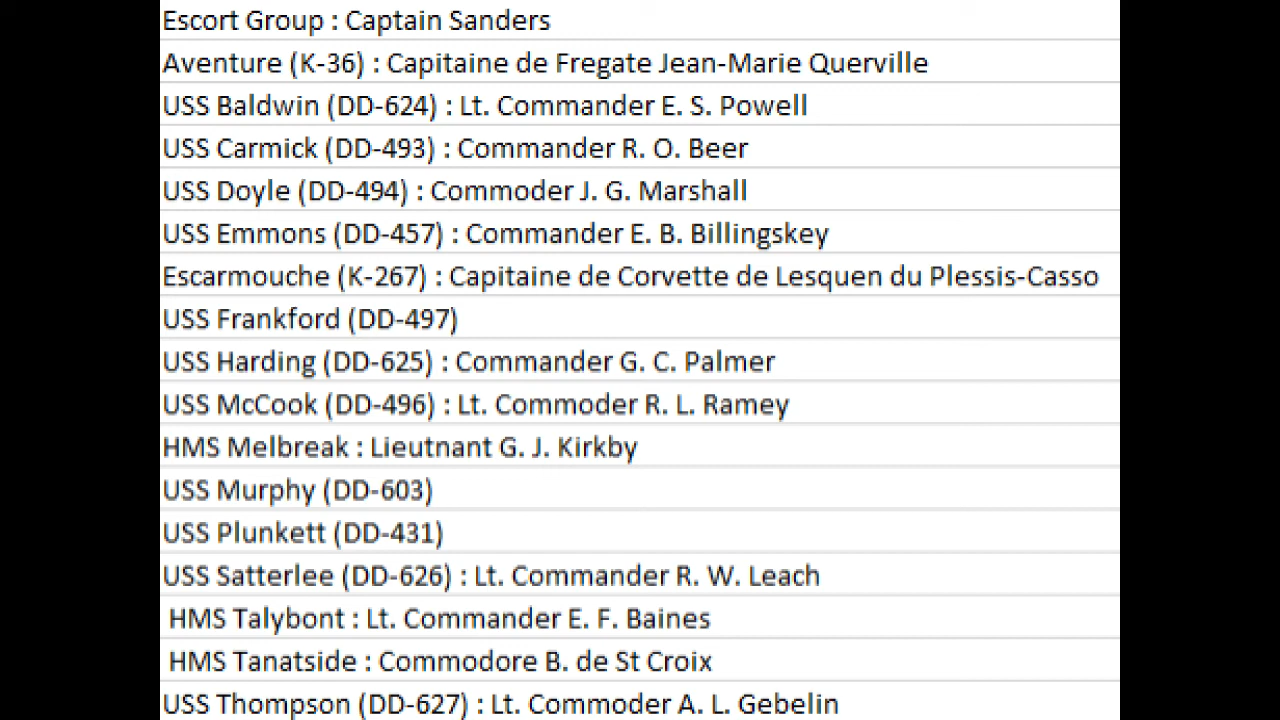 Escort Group : Captain Sanders
Aventure (K-36) : Capitaine de Fregate Jean-Marie Querville
USS Baldwin (DD-624) : Lt. Commander E. S. Powell
USS Carmick (DD-493) : Commander R. O. Beer
USS Doyle (DD-494) : Commoder J. G. Marshall
USS Emmons (DD-457) : Commander E. B. Billingskey
Escarmouche (K-267) : Capitaine de Corvette de Lesquen du Plessis-Casso
USS Frankford (DD-497)
USS Harding (DD-625) : Commander G. C. Palmer
USS McCook (DD-496) : Lt. Commoder R. L. Ramey
HMS Melbreak : Lieutnant G. J. Kirkby
USS Murphy (DD-603)
USS Plunkett (DD-431)
USS Satterlee (DD-626) : Lt. Commander R. W. Leach
HMS Talybont : Lt. Commander E. F. Baines
HMS Tanatside : Commodore B. de St Croix
USS Thompson (DD-627) : Lt. Commoder A. L. Gebelin